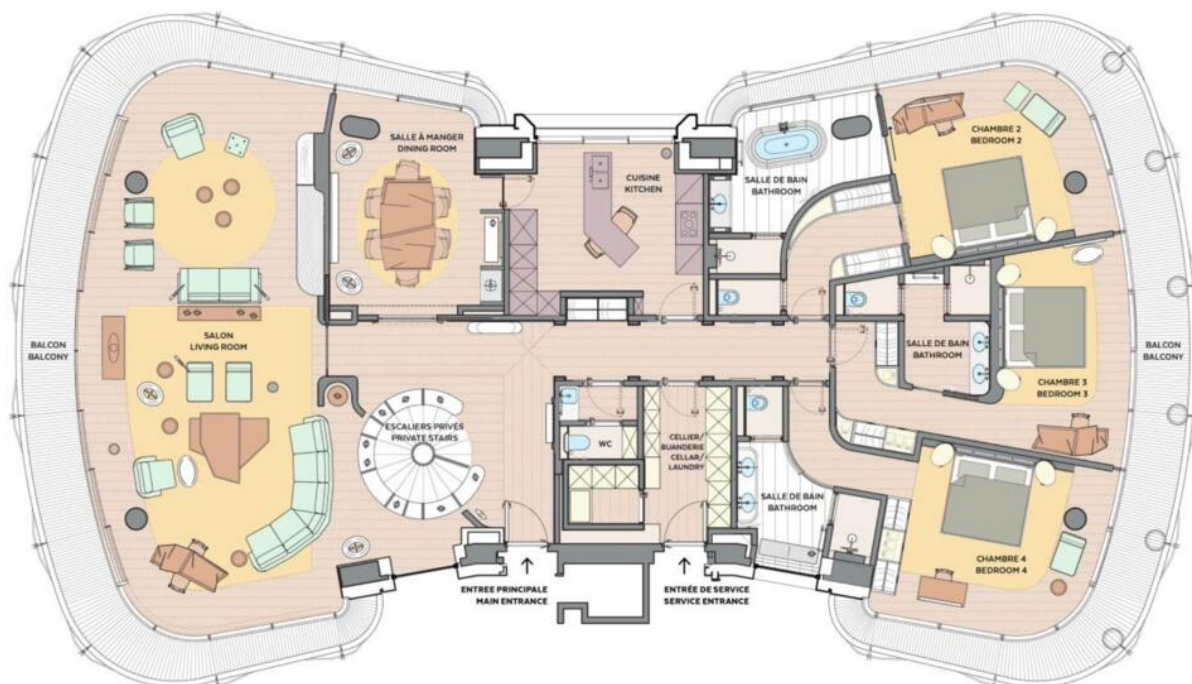 SALLE À MANGER
DINING ROOM
CUISINE
KITCHEN
SALLE DE BAIN
BATHROOM
CHAMBRE 2
BEDROOM 2
BALCON
BALCONY
SALON
LIVING ROOM
SALLE DE BAIN
BATHROOM
CHAMBRE 3
BEDROOM 3
BALCON
BALCONY
ESCALIERS PRIVÉS
PRIVATE STAIRS
WC
CELLIER/
BUANDERIE
CELLAR/
LAUNDRY
SALLE DE BAIN
BATHROOM
CHAMBRE 4
BEDROOM 4
ENTRÉE PRINCIPALE
MAIN ENTRANCE
ENTRÉE DE SERVICE
SERVICE ENTRANCE